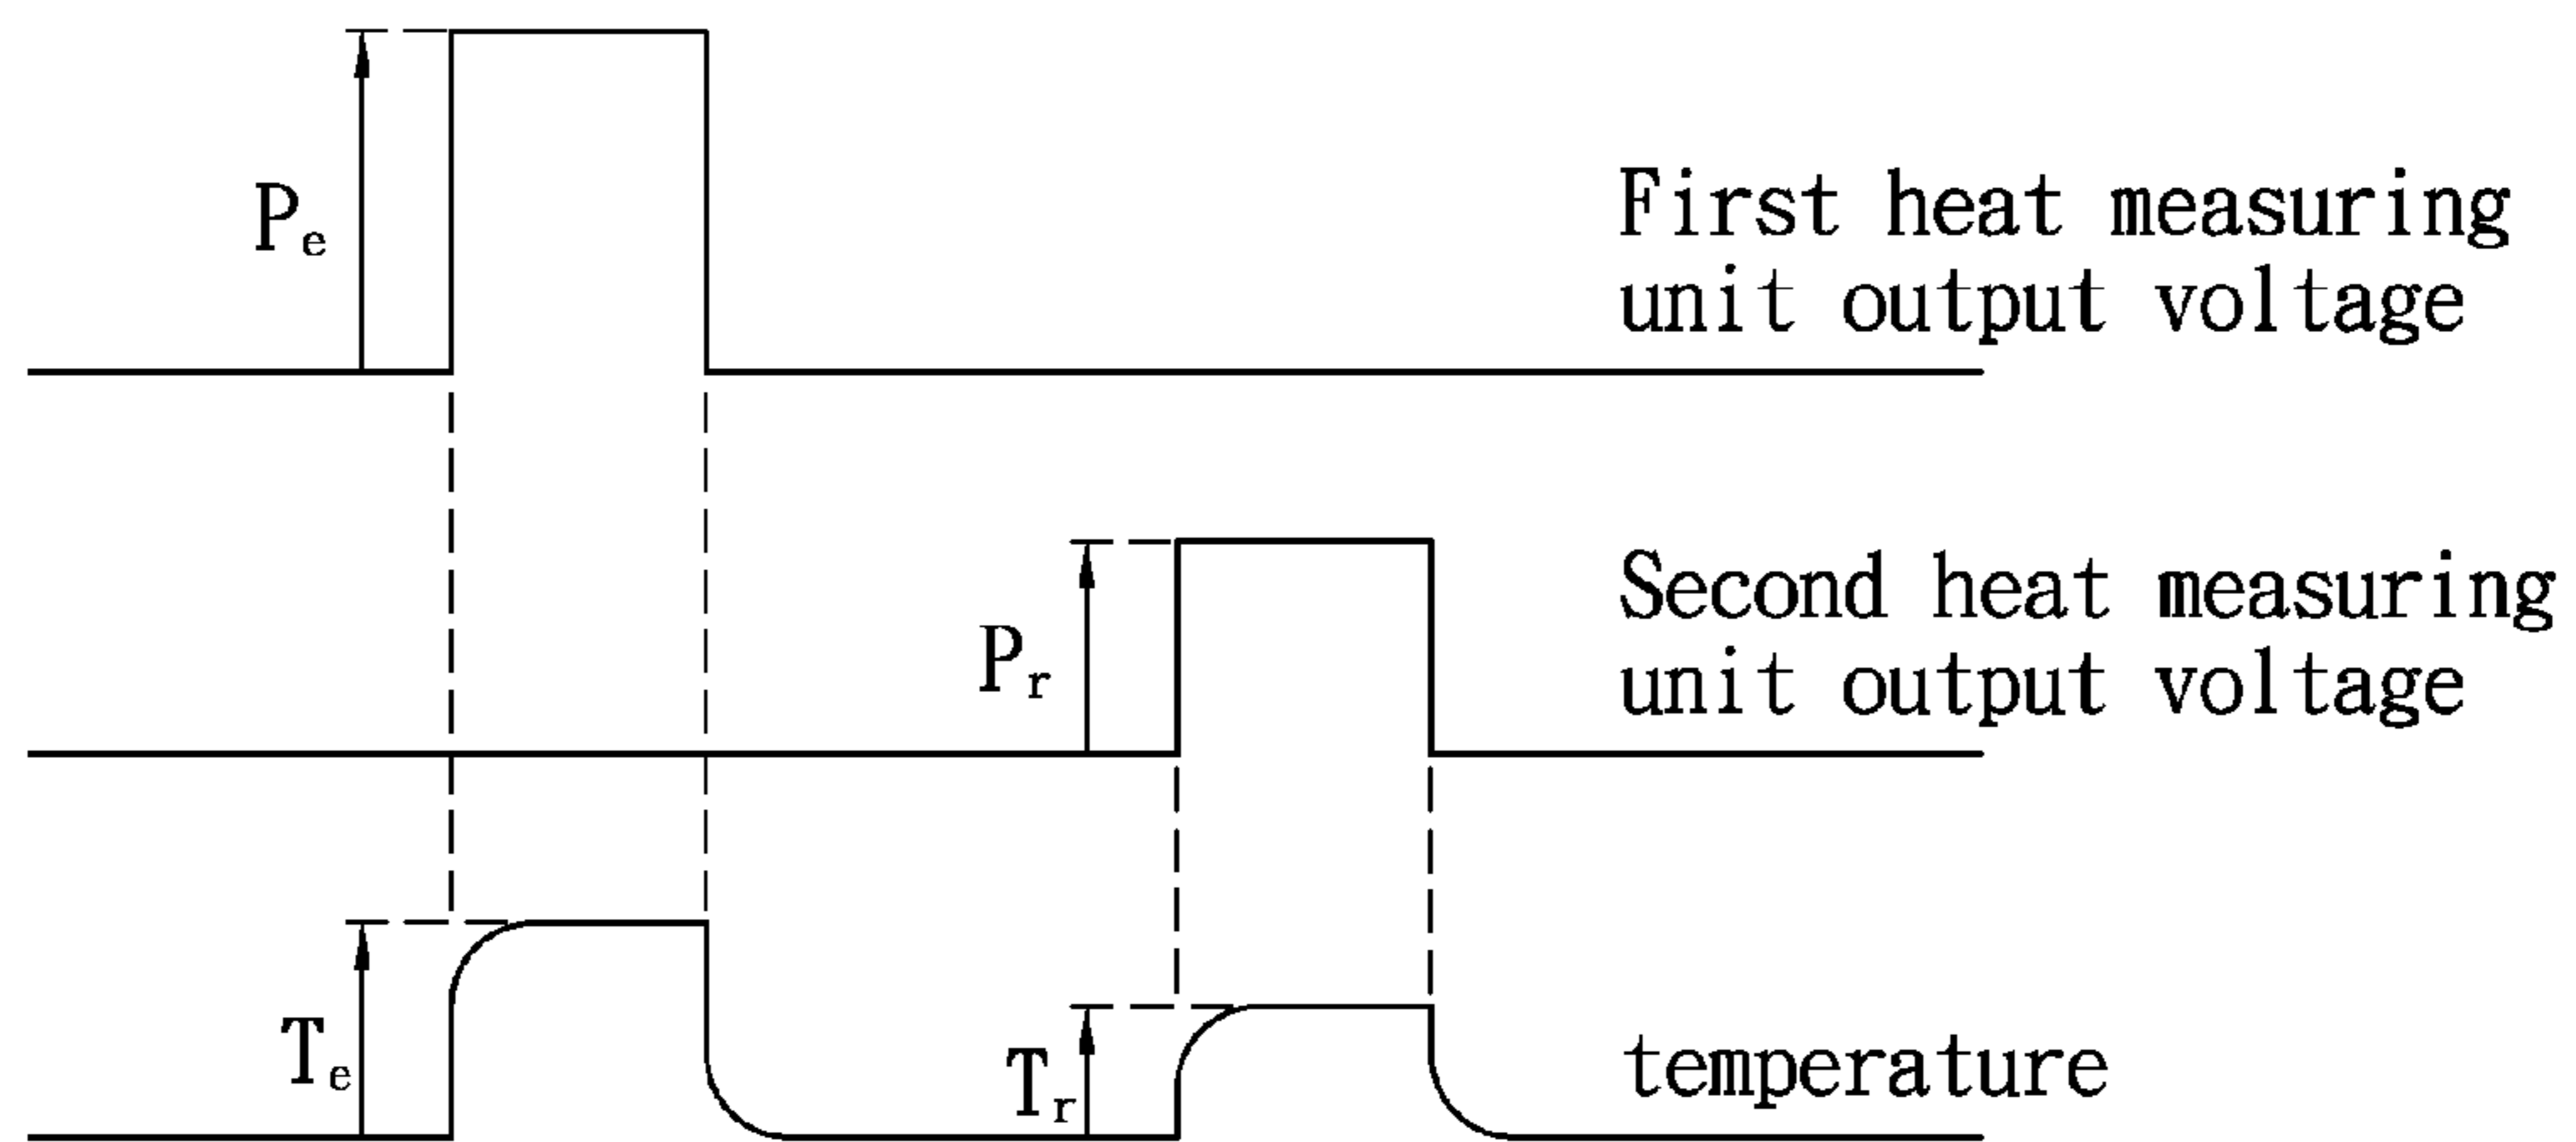 Pe
First heat measuring
unit output voltage
Pr
Second heat measuring
unit output voltage
Te
Tr
temperature